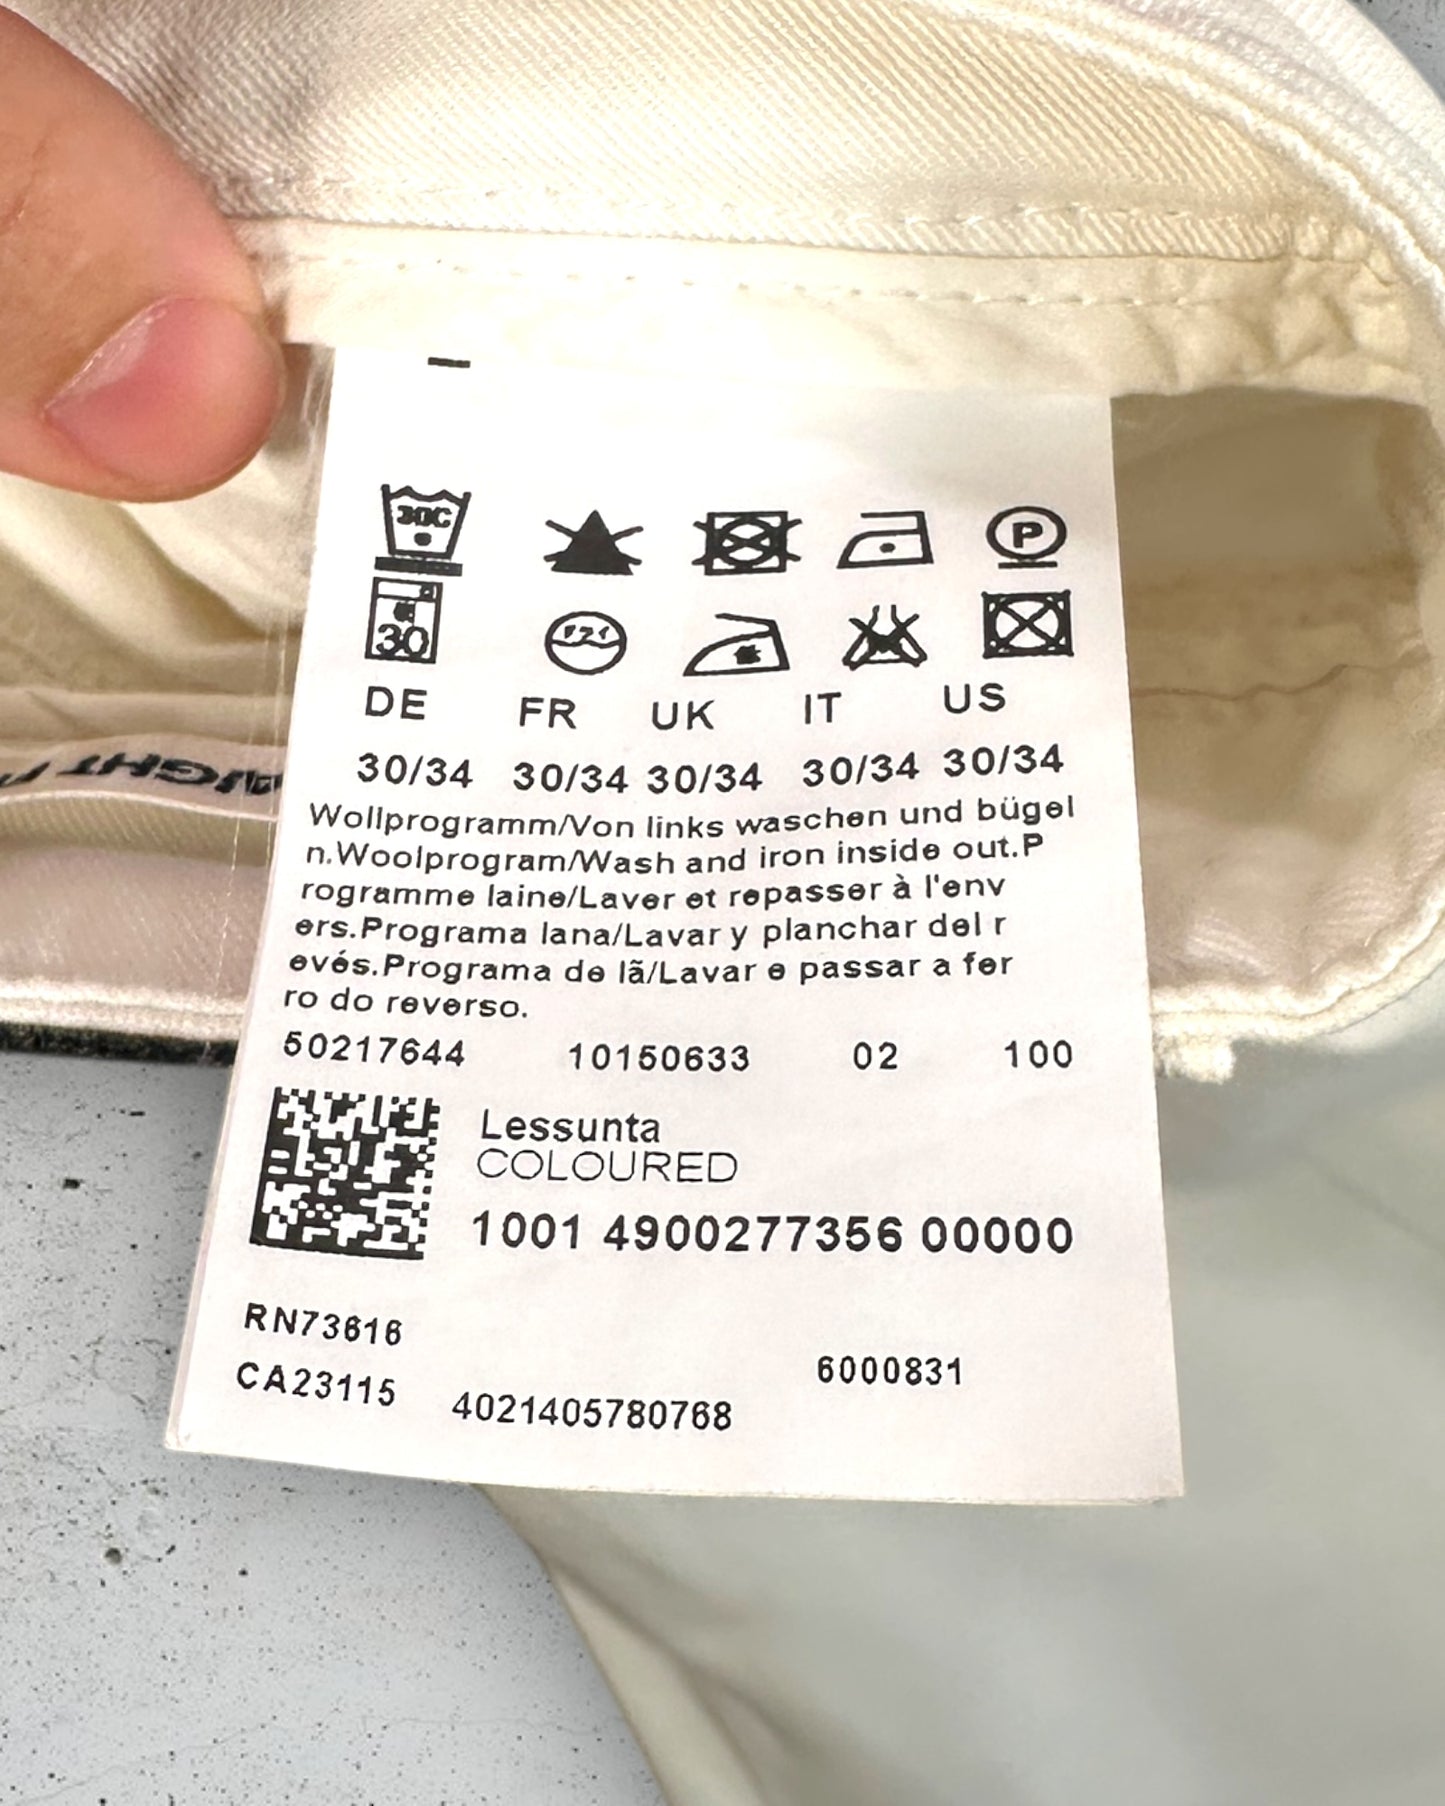 30C
30
P
DE FR UK IT US
30/34 30/34 30/34 30/34 30/34
Wollprogramm/Von links waschen und bügel
n.Woolprogram/Wash and iron inside out.P
rogramme laine/Laver et repasser à l'env
ers.Programa lana/Lavar y planchar del r
evés.Programa de lã/Lavar e passar a fer
ro do reverso.
50217644 10150633 02 100
Lessunta
COLOURED
1001 4900277356 00000
RN73616
CA23115 4021405780768 6000831